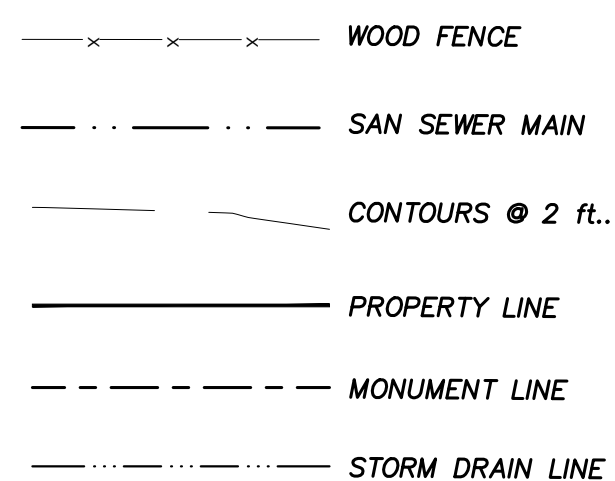 WOOD FENCE
SAN SEWER MAIN
CONTOURS @ 2 ft..
PROPERTY LINE
MONUMENT LINE
STORM DRAIN LINE